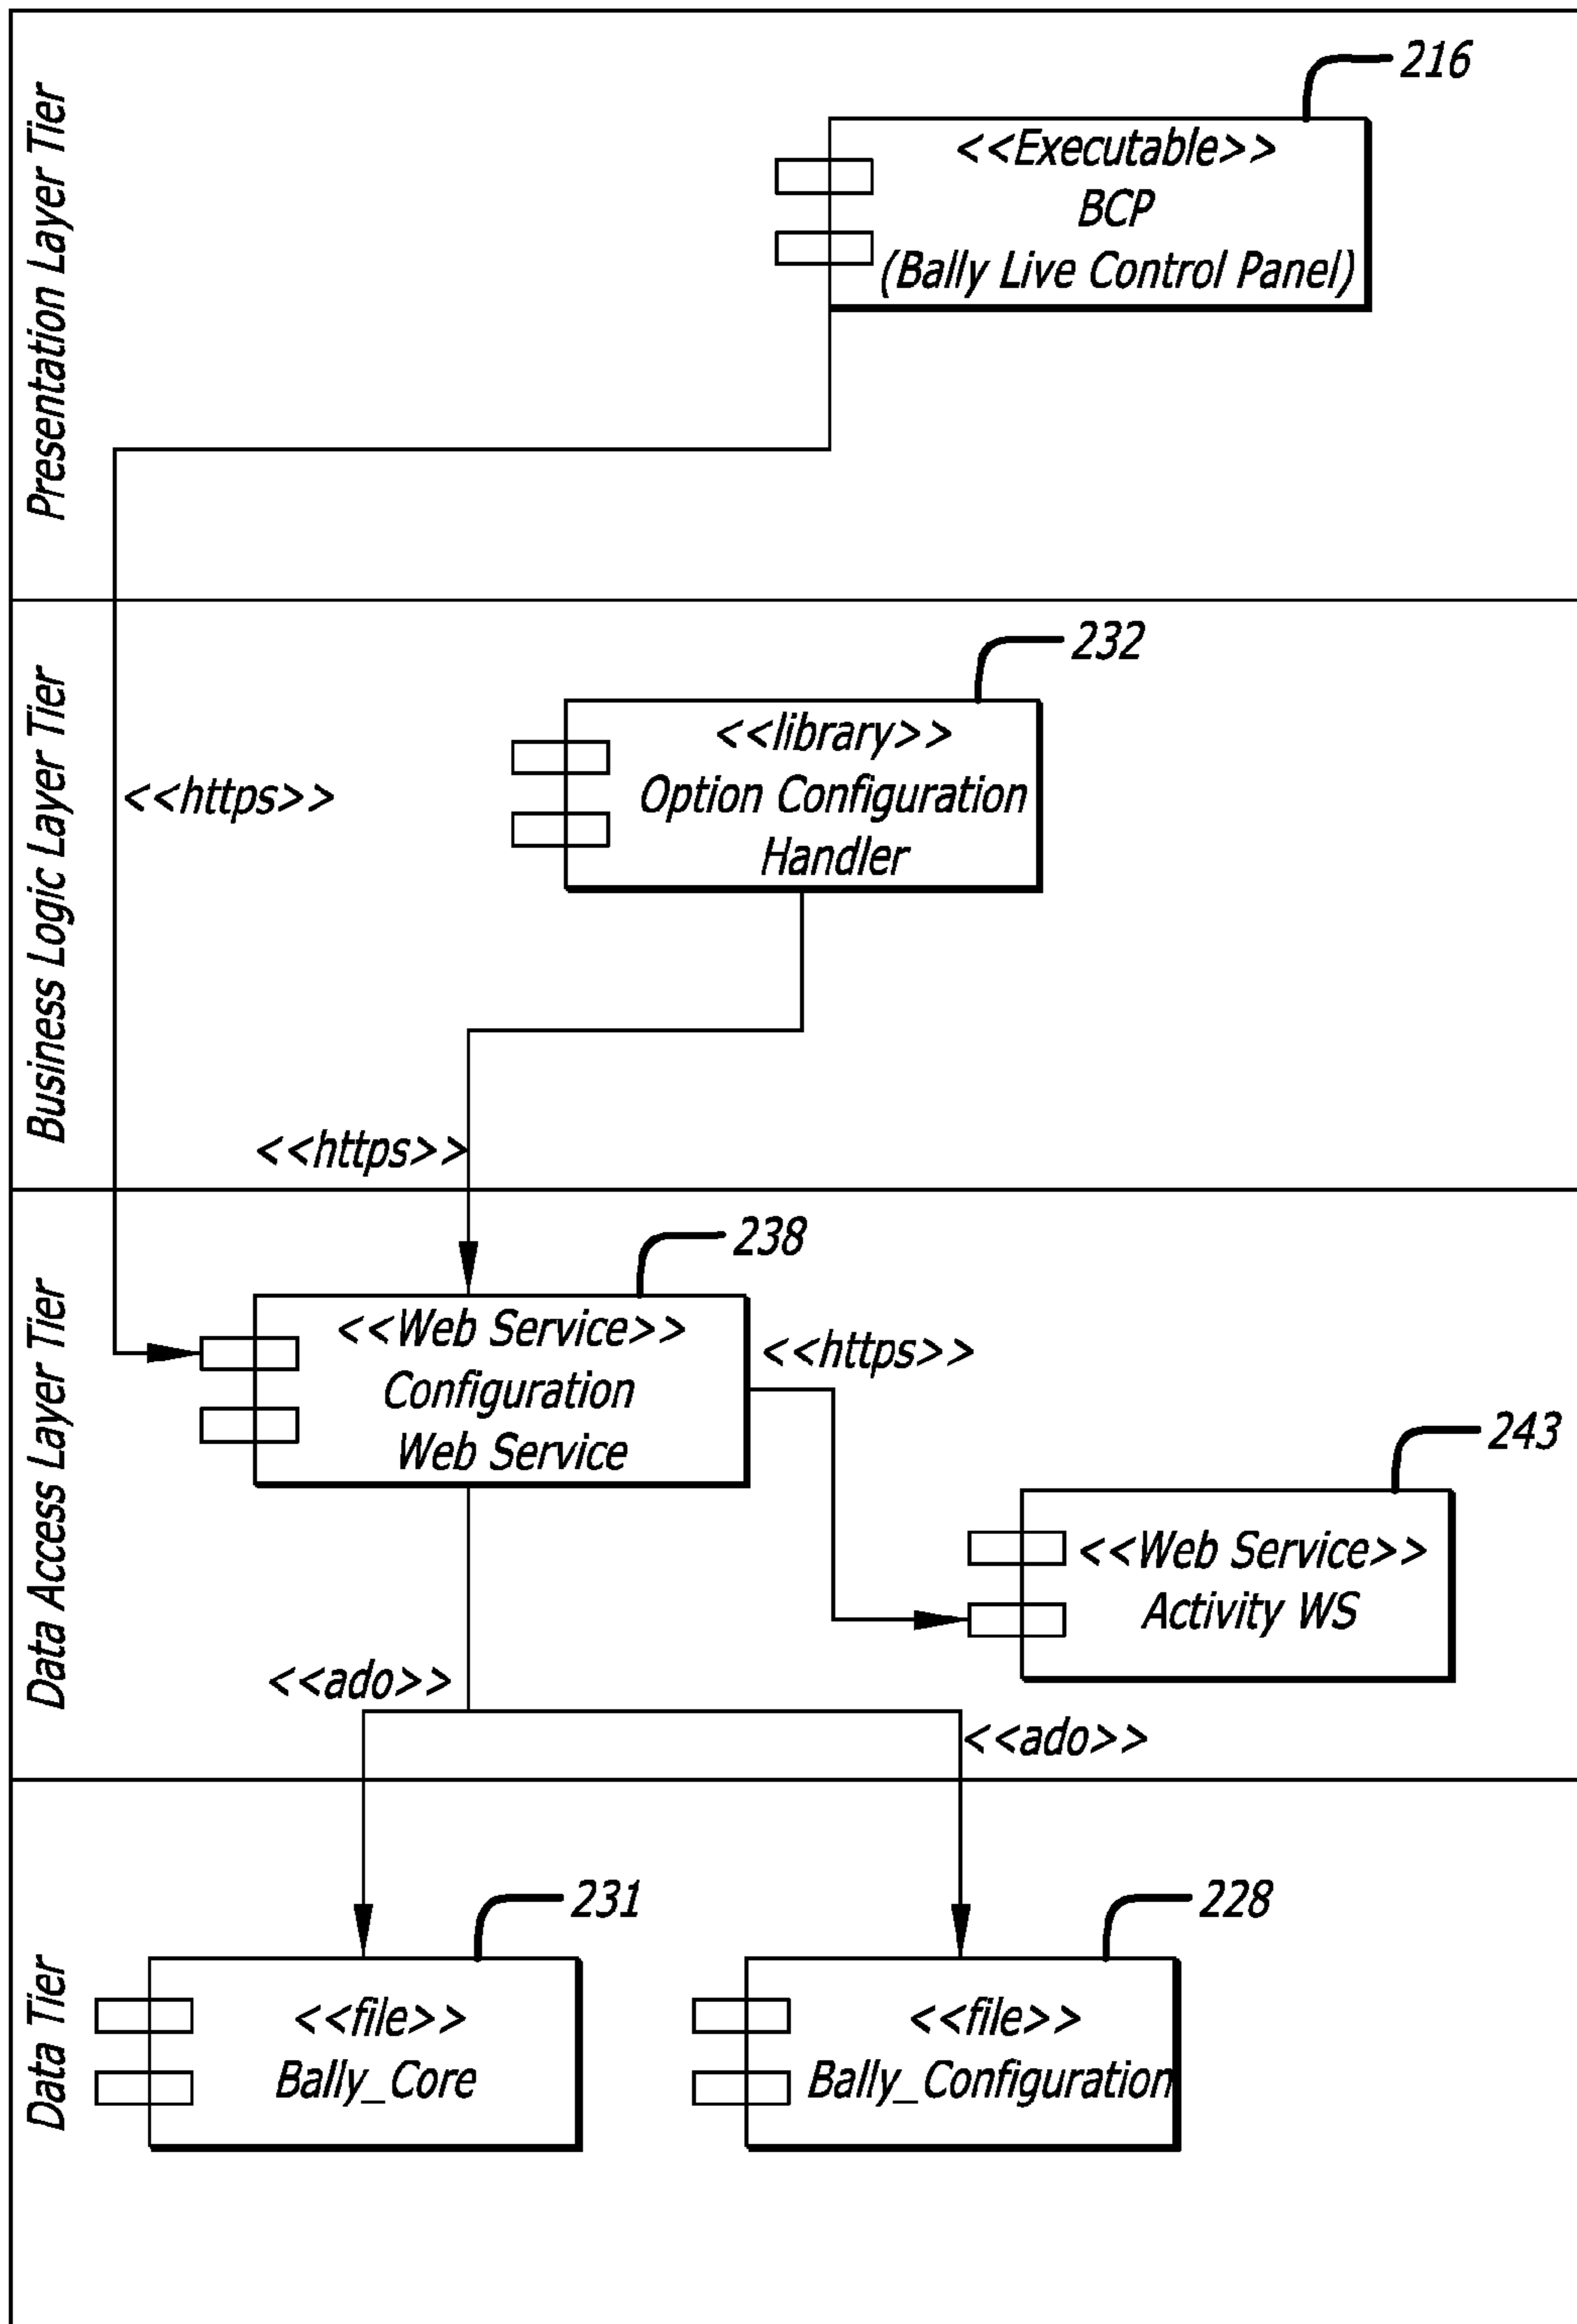 Presentation Layer Tier
216
<<Executable>>
BCP
(Bally Live Control Panel)
Business Logic Layer Tier
232
<<library>>
Option Configuration
Handler
<<https>>
<<https>>
Data Access Layer Tier
238
<<Web Service>>
Configuration
Web Service
<<https>>
243
<<Web Service>>
Activity WS
<<ado>>
<<ado>>
Data Tier
231
<<file>>
Bally_Core
228
<<file>>
Bally_Configuration